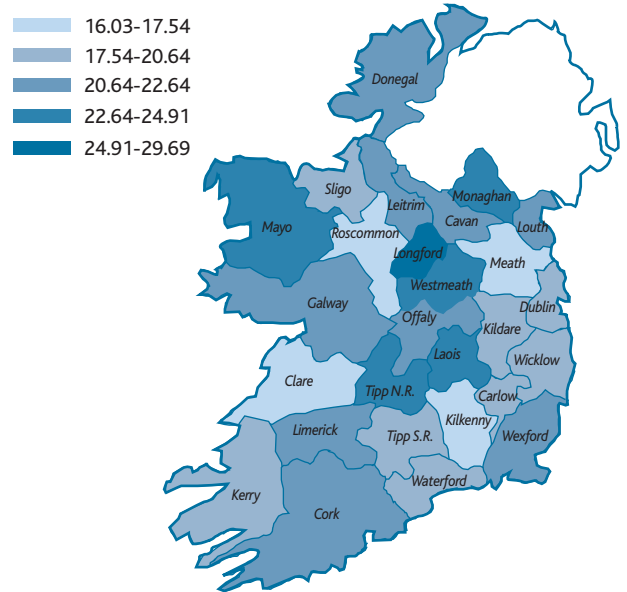 16.03-17.54
17.54-20.64
20.64-22.64
22.64-24.91
24.91-29.69
Donegal
Sligo
Leitrim
Monaghan
Cavan
Louth
Mayo
Roscommon
Longford
Meath
Westmeath
Galway
Dublin
Offaly
Kildare
Laois
Wicklow
Clare
Tipp N.R.
Carlow
Kilkenny
Limerick
Tipp S.R.
Wexford
Waterford
Kerry
Cork